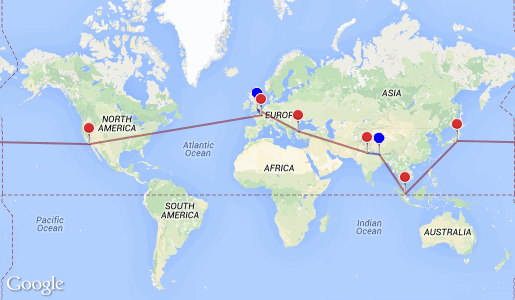 NORTH
AMERICA
EUROPE
ASIA
Atlantic
Ocean
AFRICA
SOUTH
AMERICA
Pacific
Ocean
Indian
Ocean
AUSTRALIA
Google